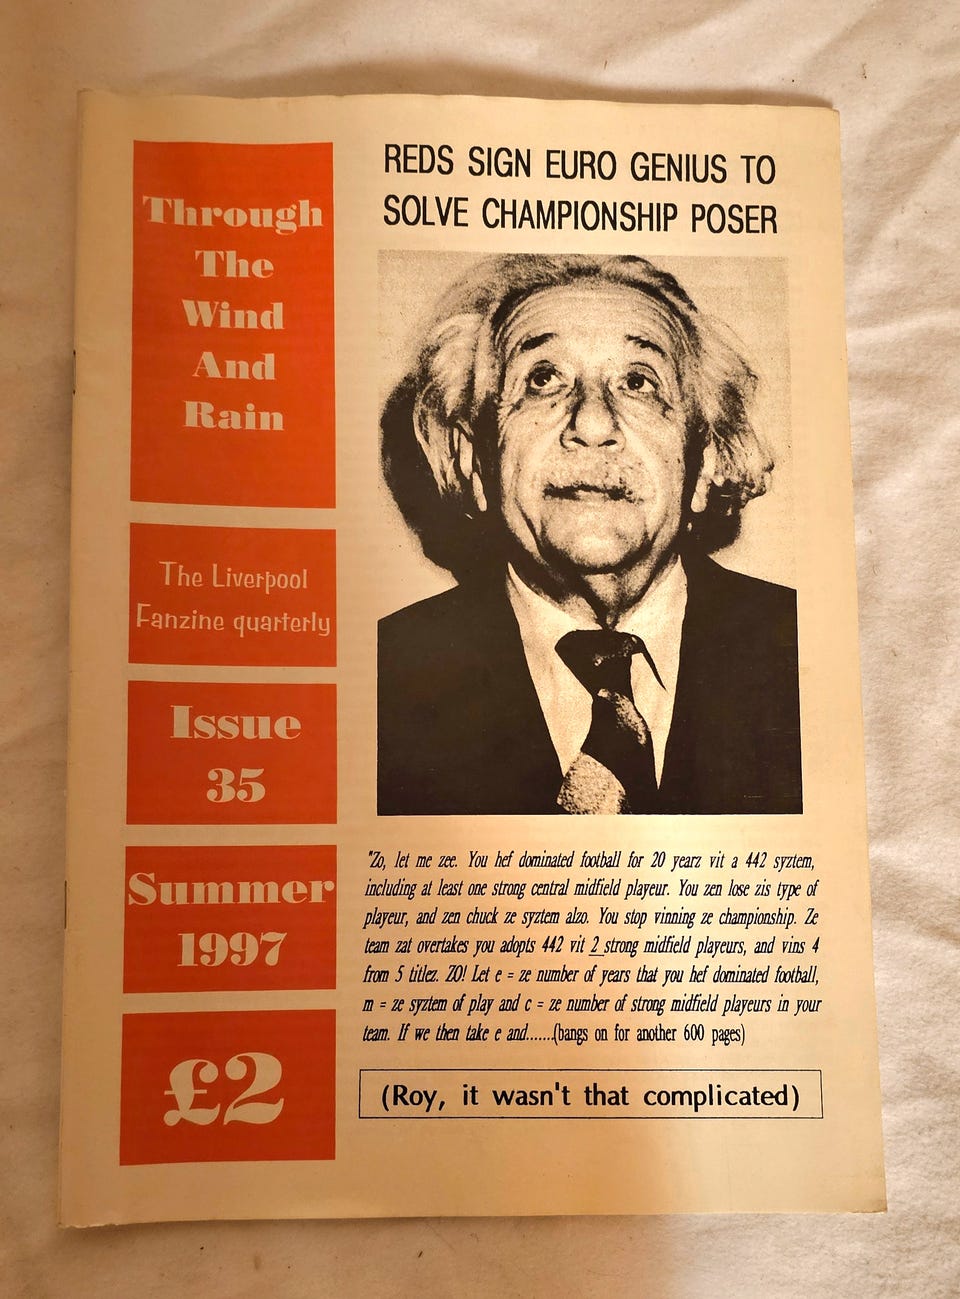 Through
The
Wind
And
Rain
The Liverpool
Fanzine quarterly
Issue
35
Summer
1997
£2
REDS SIGN EURO GENIUS TO
SOLVE CHAMPIONSHIP POSER
"Zo, let me zee. You hef dominated football for 20 yearz vit a 442 syztem,
including at least one strong central midfield playeur. You zen lose zis type of
playeur, and zen chuck ze syztem alzo. You stop vinning ze championship. Ze
team zat overtakes you adopts 442 vit 2 strong midfield playeurs, and vins 4
from 5 titlez. ZO! Let e = ze number of years that you hef dominated football,
m = ze syztem of play and c = ze number of strong midfield playeurs in your
team. If we then take e and.......(bangs on for another 600 pages)
(Roy, it wasn't that complicated)